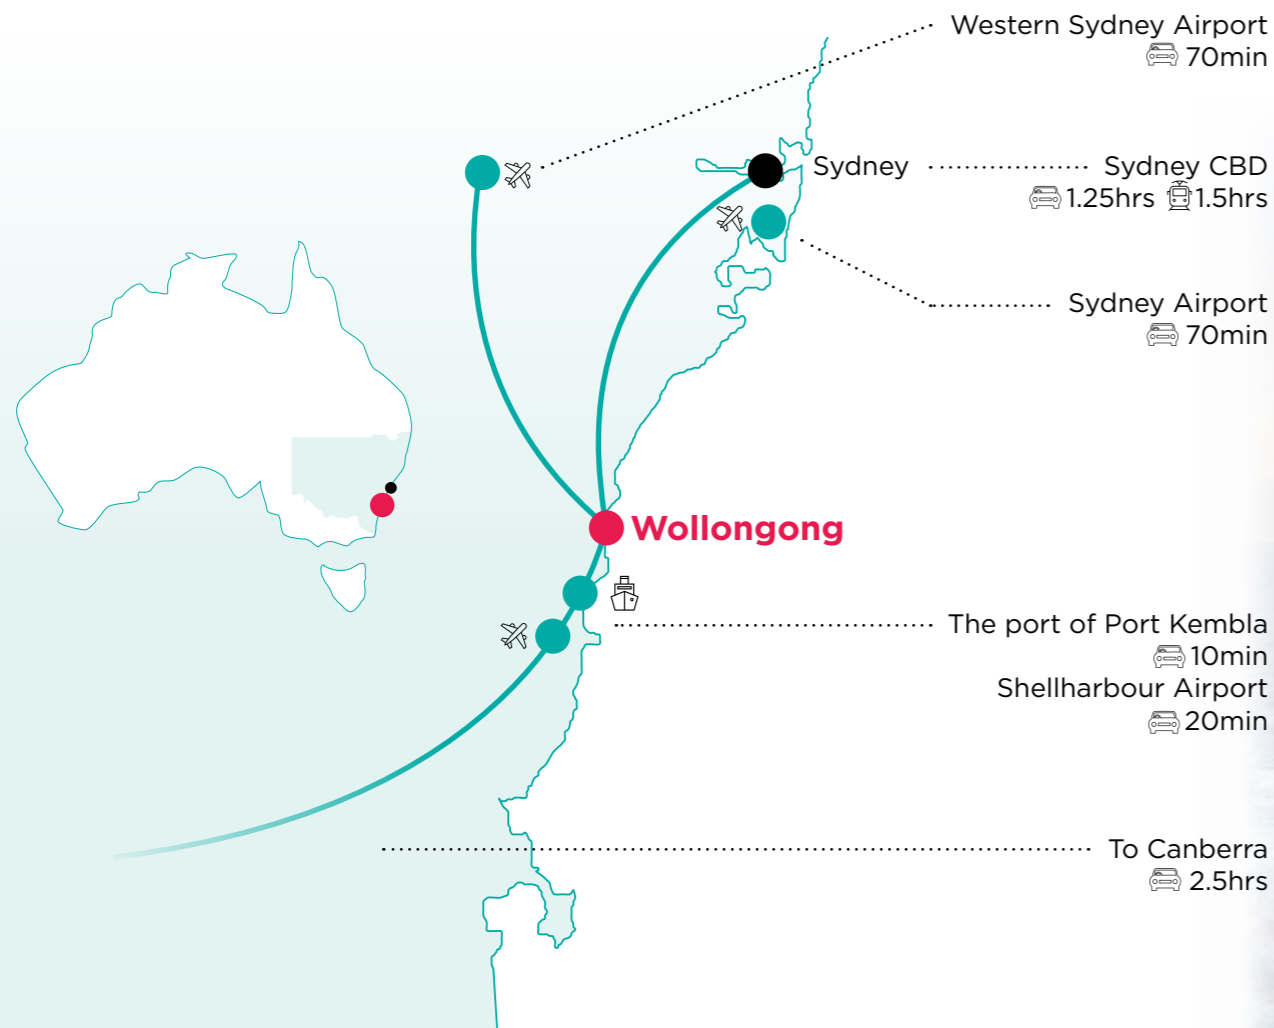 Western Sydney Airport
70min
Sydney
Sydney CBD
1.25hrs 1.5hrs
Sydney Airport
70min
Wollongong
The port of Port Kembla
10min
Shellharbour Airport
20min
To Canberra
2.5hrs